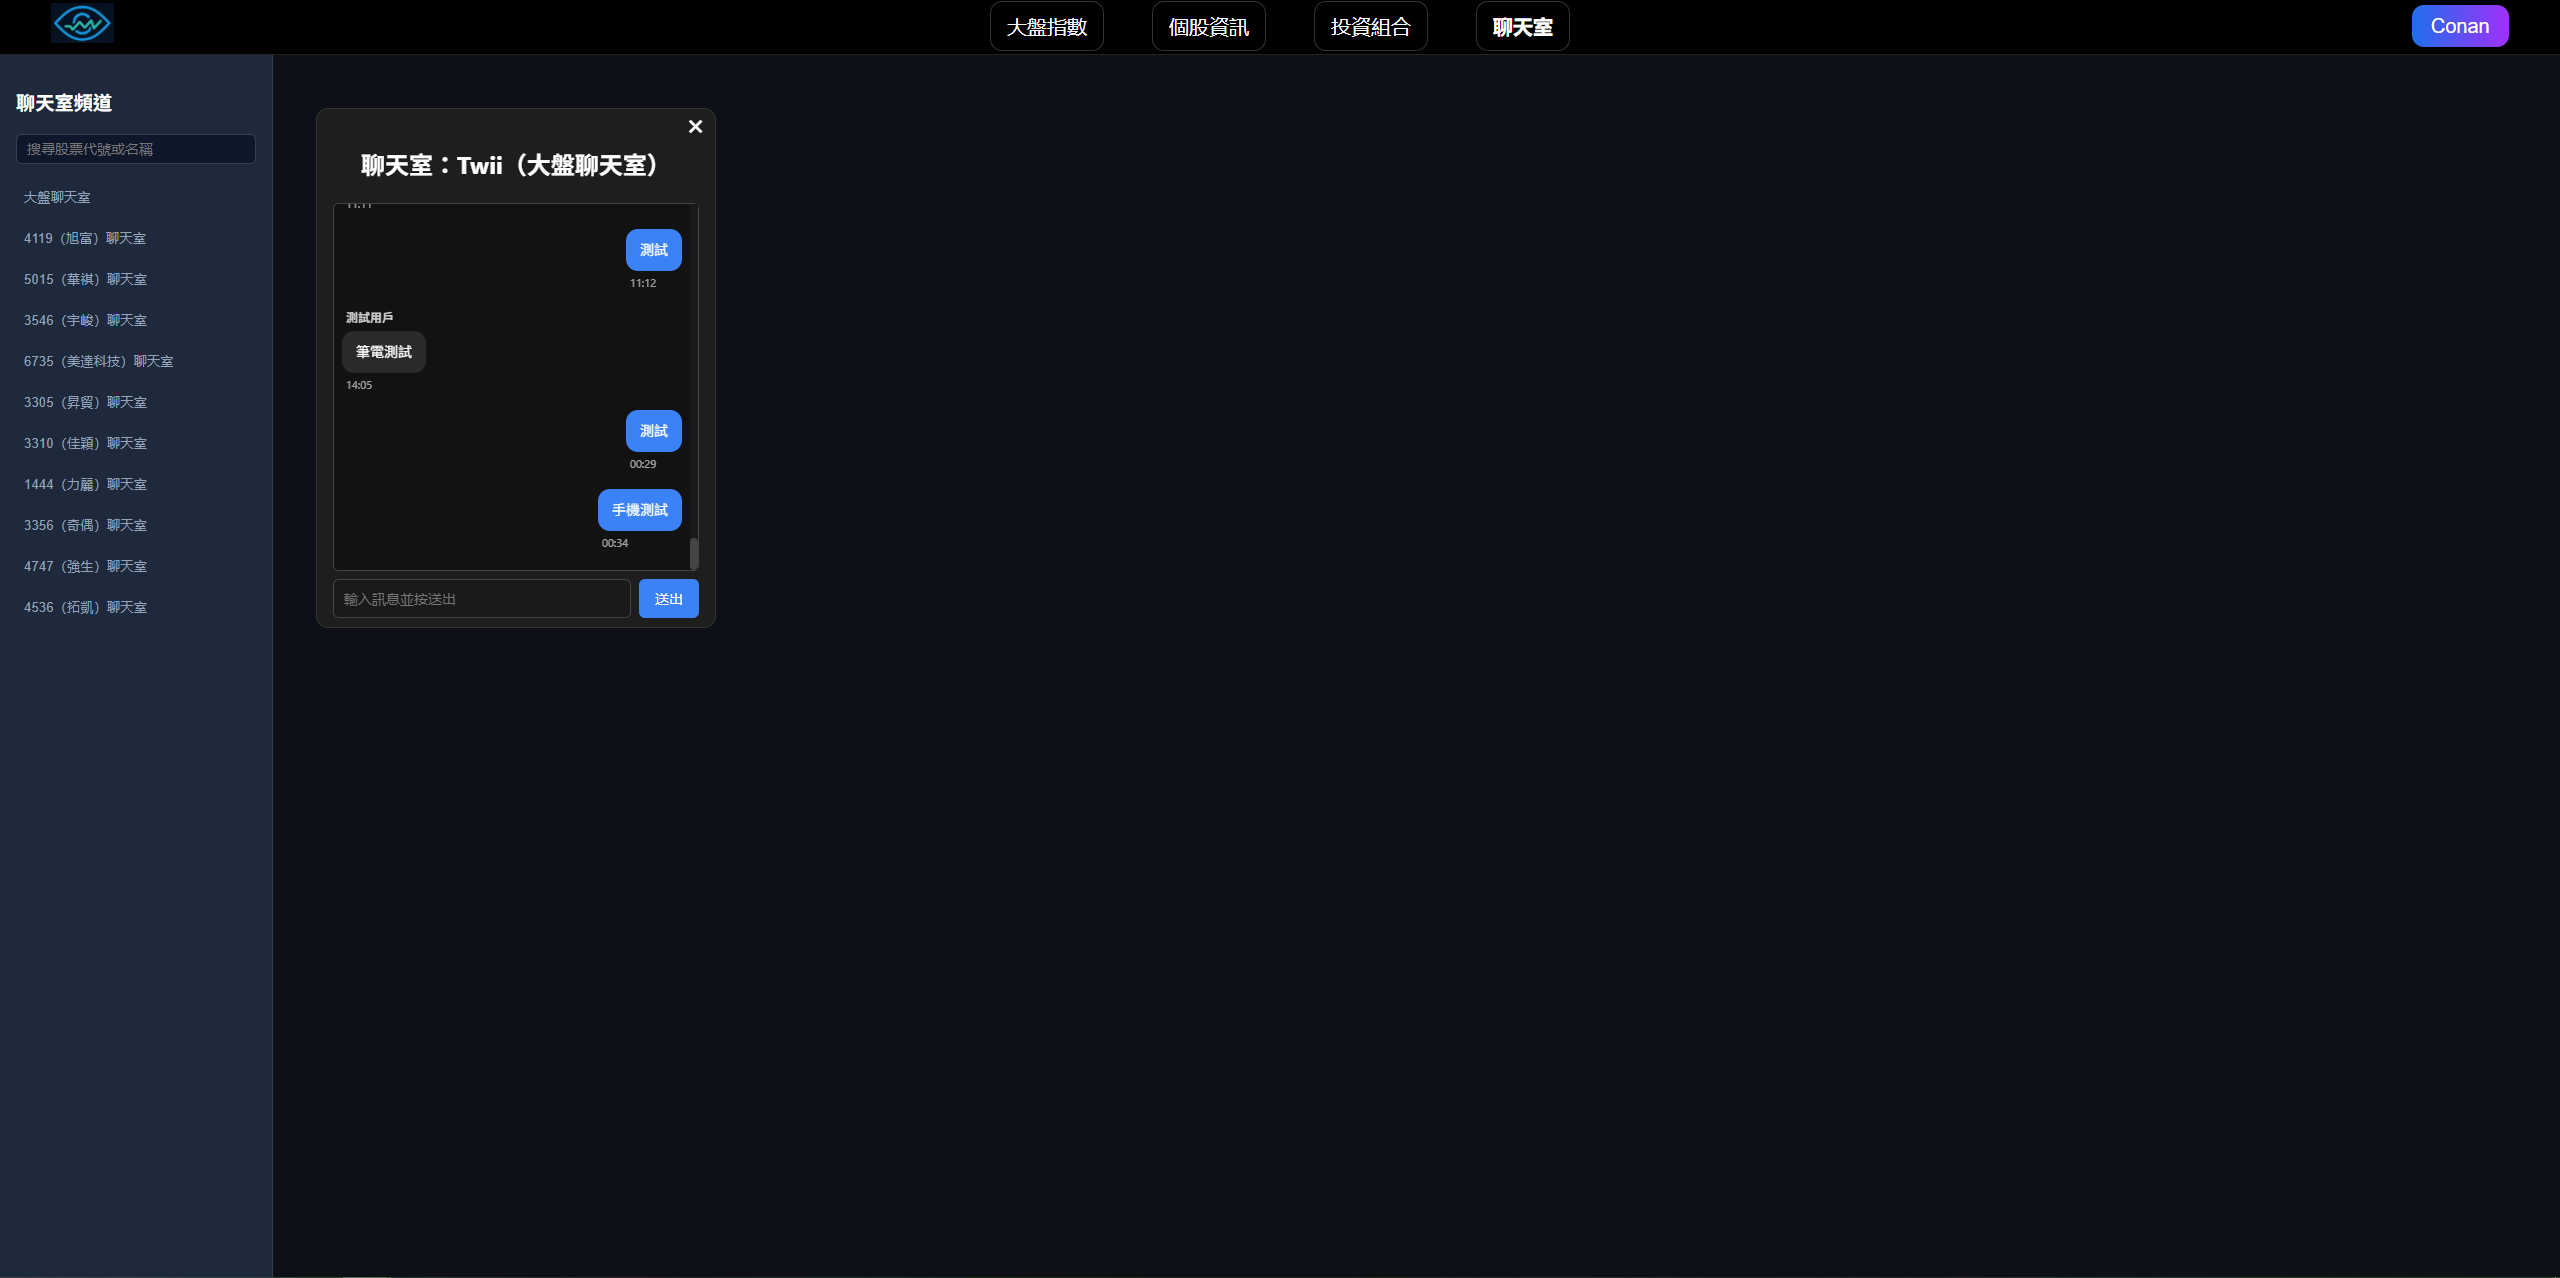 大盤指數
個股資訊
投資組合
聊天室
Conan
聊天室頻道
搜尋股票代號或名稱
大盤聊天室
4119（旭富）聊天室
5015（華祺）聊天室
3546（宇峻）聊天室
6735（美達科技）聊天室
3305（昇貿）聊天室
3310（佳穎）聊天室
1444（力麗）聊天室
3356（奇偶）聊天室
4747（強生）聊天室
4536（拓凱）聊天室
×
聊天室：Twii（大盤聊天室）
測試
11:12
測試用戶
筆電測試
14:05
測試
00:29
手機測試
00:34
輸入訊息並按送出
送出